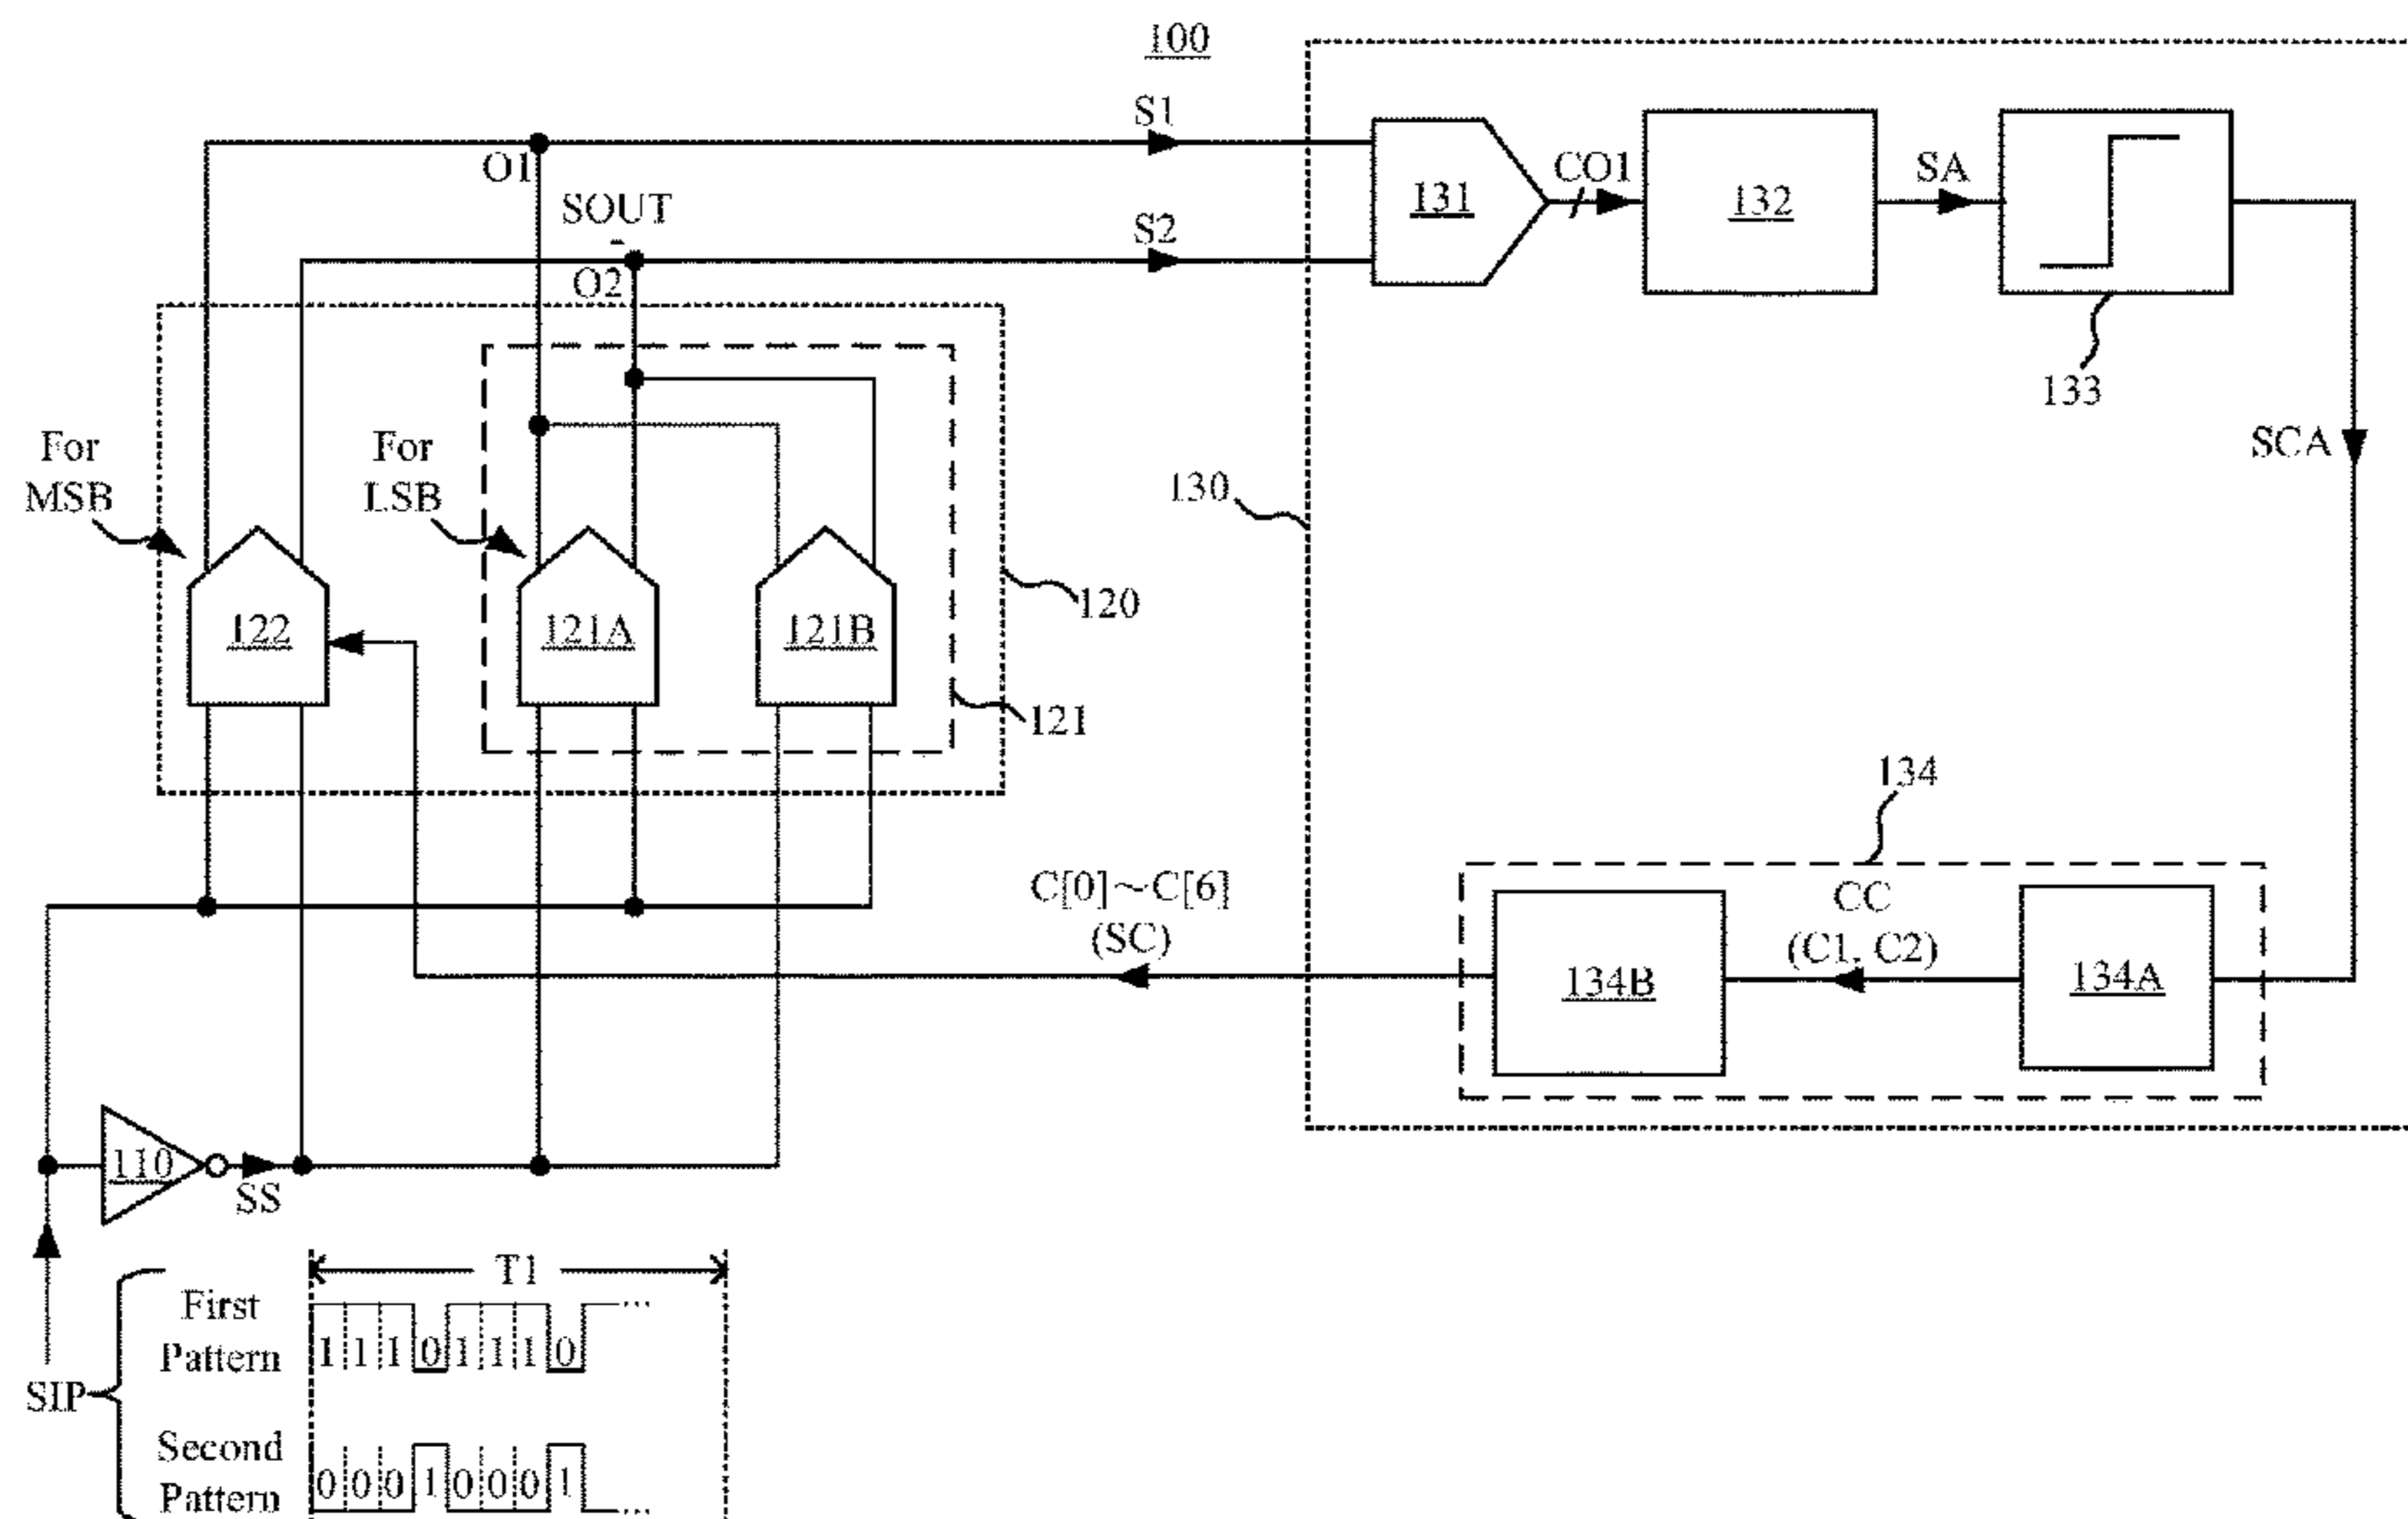 100
S1
O1
SOUT
-
S2
O2
131
CO1
132
SA
133
SCA
For
MSB
For
LSB
130
122
121A
121B
120
121
134
C[0]~C[6]
(SC)
CC
(C1, C2)
134B
134A
110
SS
T1
First
Pattern
1 1 1 0 1 1 1 0 ...
SIP
Second
Pattern
0 0 0 1 0 0 0 1 ...